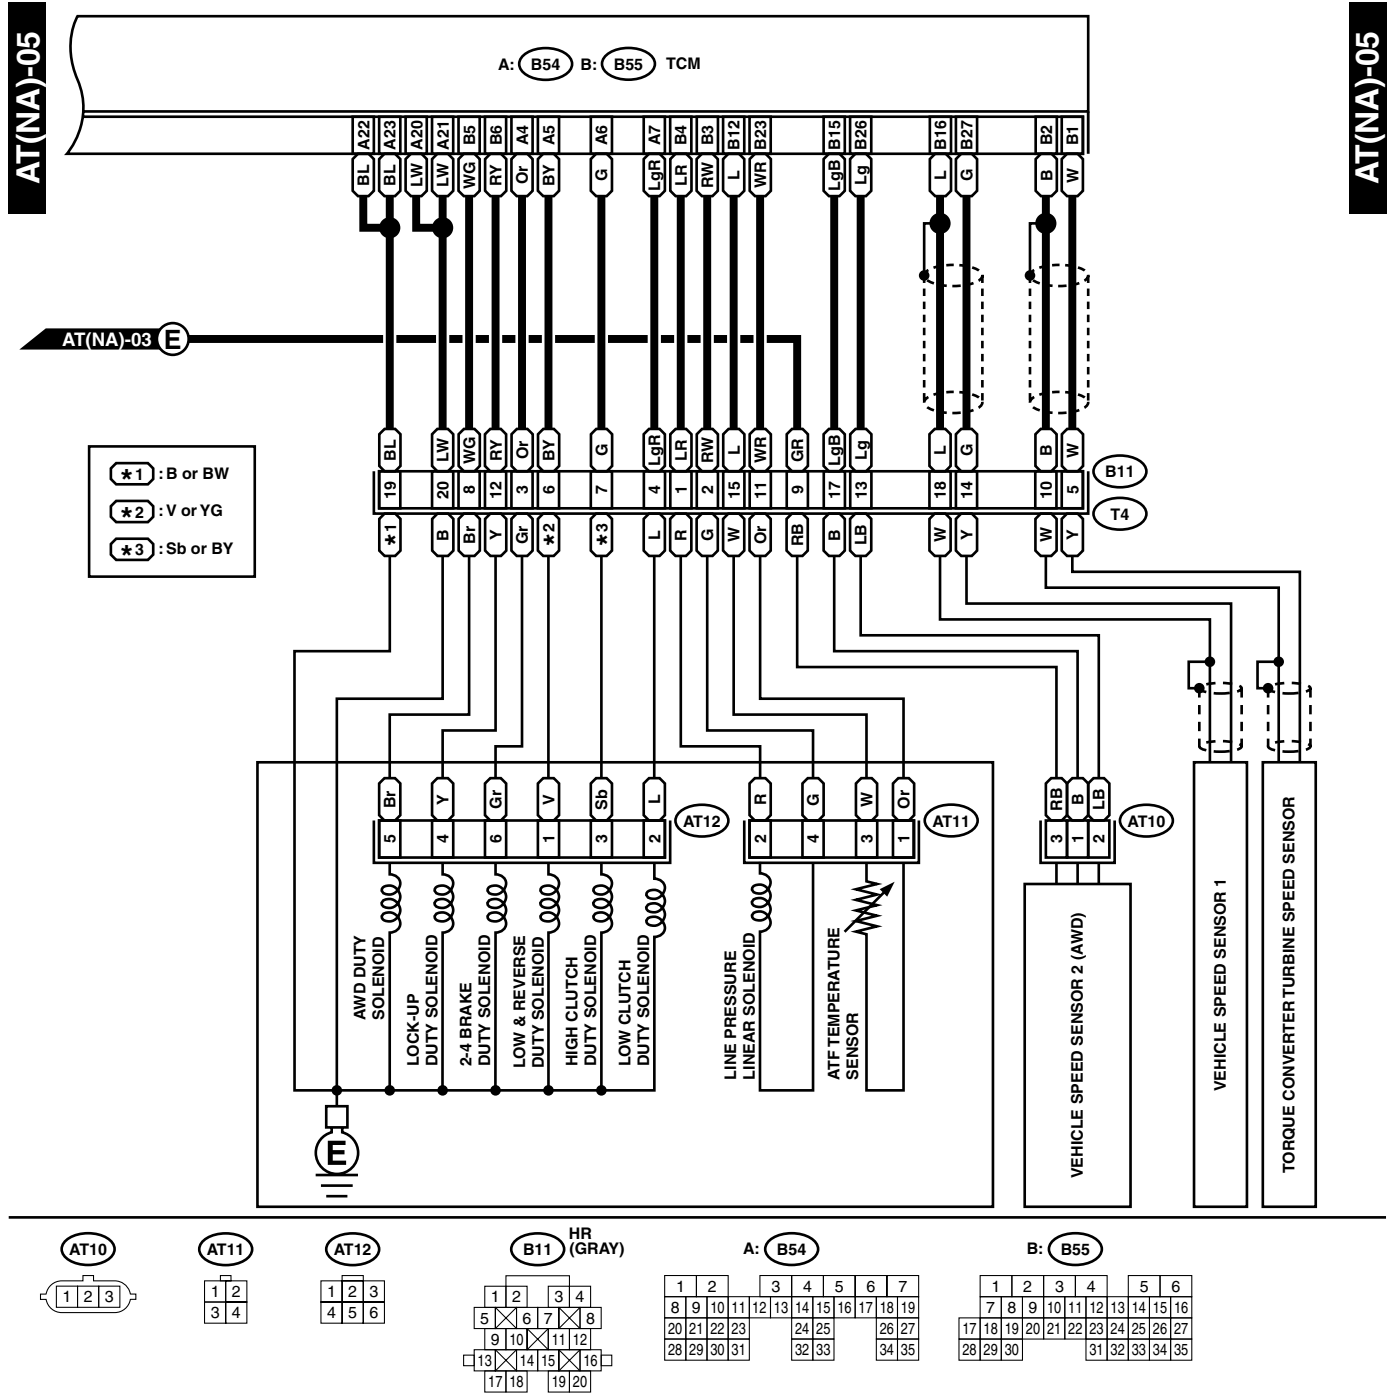 AT(NA)-05
AT(NA)-05
A: B54 B: B55 TCM
A22 A23 A20 A21 B5 B6 A4 A5 A6 A7 B4 B3 B12 B23 B15 B26 B16 B27 B2 B1
BL BL LW LW WG RY Or BY G LgR LR RW L WR LgB Lg L G B W
AT(NA)-03 E
BL LW WG RY Or BY G LgR LR RW L WR GR LgB Lg L G B W
19 20 8 12 3 6 7 4 1 2 15 11 9 17 13 18 14 10 5
B11
T4
*1 B Br Y Gr *2 *3 L R G W Or RB B LB W Y W Y
*1 : B or BW
*2 : V or YG
*3 : Sb or BY
Br Y Gr V Sb L
5 4 6 1 3 2
AT12
R G W Or
2 4 3 1
AT11
RB B LB
3 1 2
AT10
AWD DUTY
SOLENOID
LOCK-UP
DUTY SOLENOID
2-4 BRAKE
DUTY SOLENOID
LOW & REVERSE
DUTY SOLENOID
HIGH CLUTCH
DUTY SOLENOID
LOW CLUTCH
DUTY SOLENOID
LINE PRESSURE
LINEAR SOLENOID
ATF TEMPERATURE
SENSOR
VEHICLE SPEED SENSOR 2 (AWD)
VEHICLE SPEED SENSOR 1
TORQUE CONVERTER TURBINE SPEED SENSOR
E
AT10
1 2 3
AT11
1 2
3 4
AT12
1 2 3
4 5 6
B11 HR
(GRAY)
1 2 3 4
5 6 7 8
9 10 11 12
13 14 15 16
17 18 19 20
A: B54
1 2 3 4 5 6 7
8 9 10 11 12 13 14 15 16 17 18 19
20 21 22 23 24 25 26 27
28 29 30 31 32 33 34 35
B: B55
1 2 3 4 5 6
7 8 9 10 11 12 13 14 15 16
17 18 19 20 21 22 23 24 25 26 27
28 29 30 31 32 33 34 35